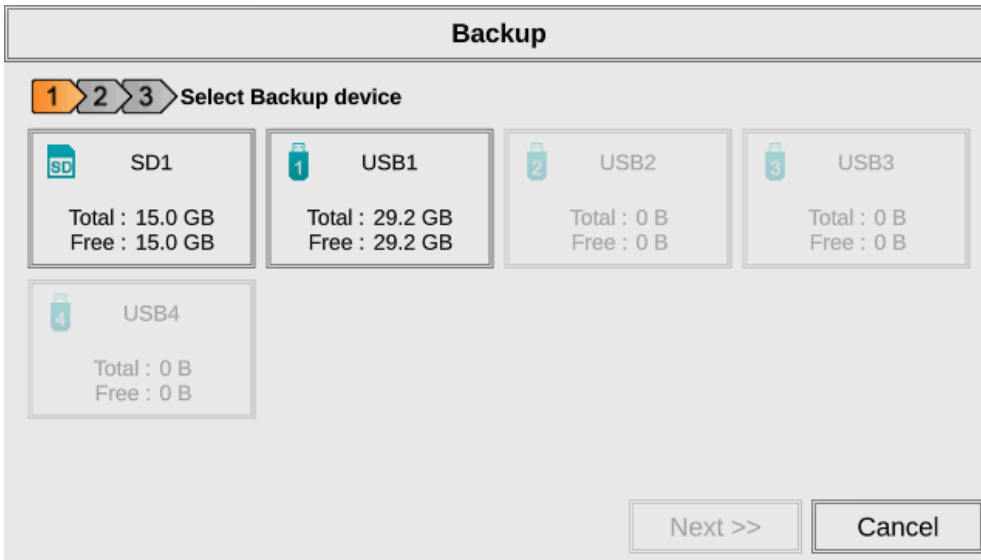 Backup
1 2 3 Select Backup device
SD SD1
Total : 15.0 GB
Free : 15.0 GB
1 USB1
Total : 29.2 GB
Free : 29.2 GB
2 USB2
Total : 0 B
Free : 0 B
3 USB3
Total : 0 B
Free : 0 B
4 USB4
Total : 0 B
Free : 0 B
Next >> Cancel